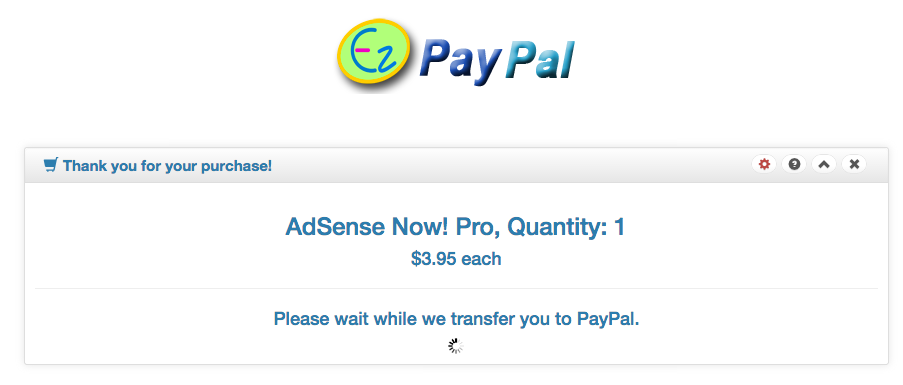 Ez PayPal
Thank you for your purchase!
AdSense Now! Pro, Quantity: 1
$3.95 each
Please wait while we transfer you to PayPal.